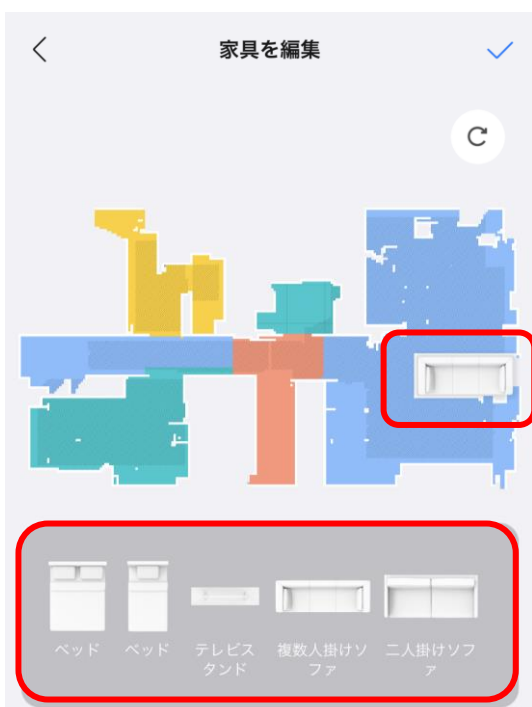 家具を編集
ベッド
ベッド
テレビス
タンド
複数人掛けソ
ファ
二人掛けソフ
ァ